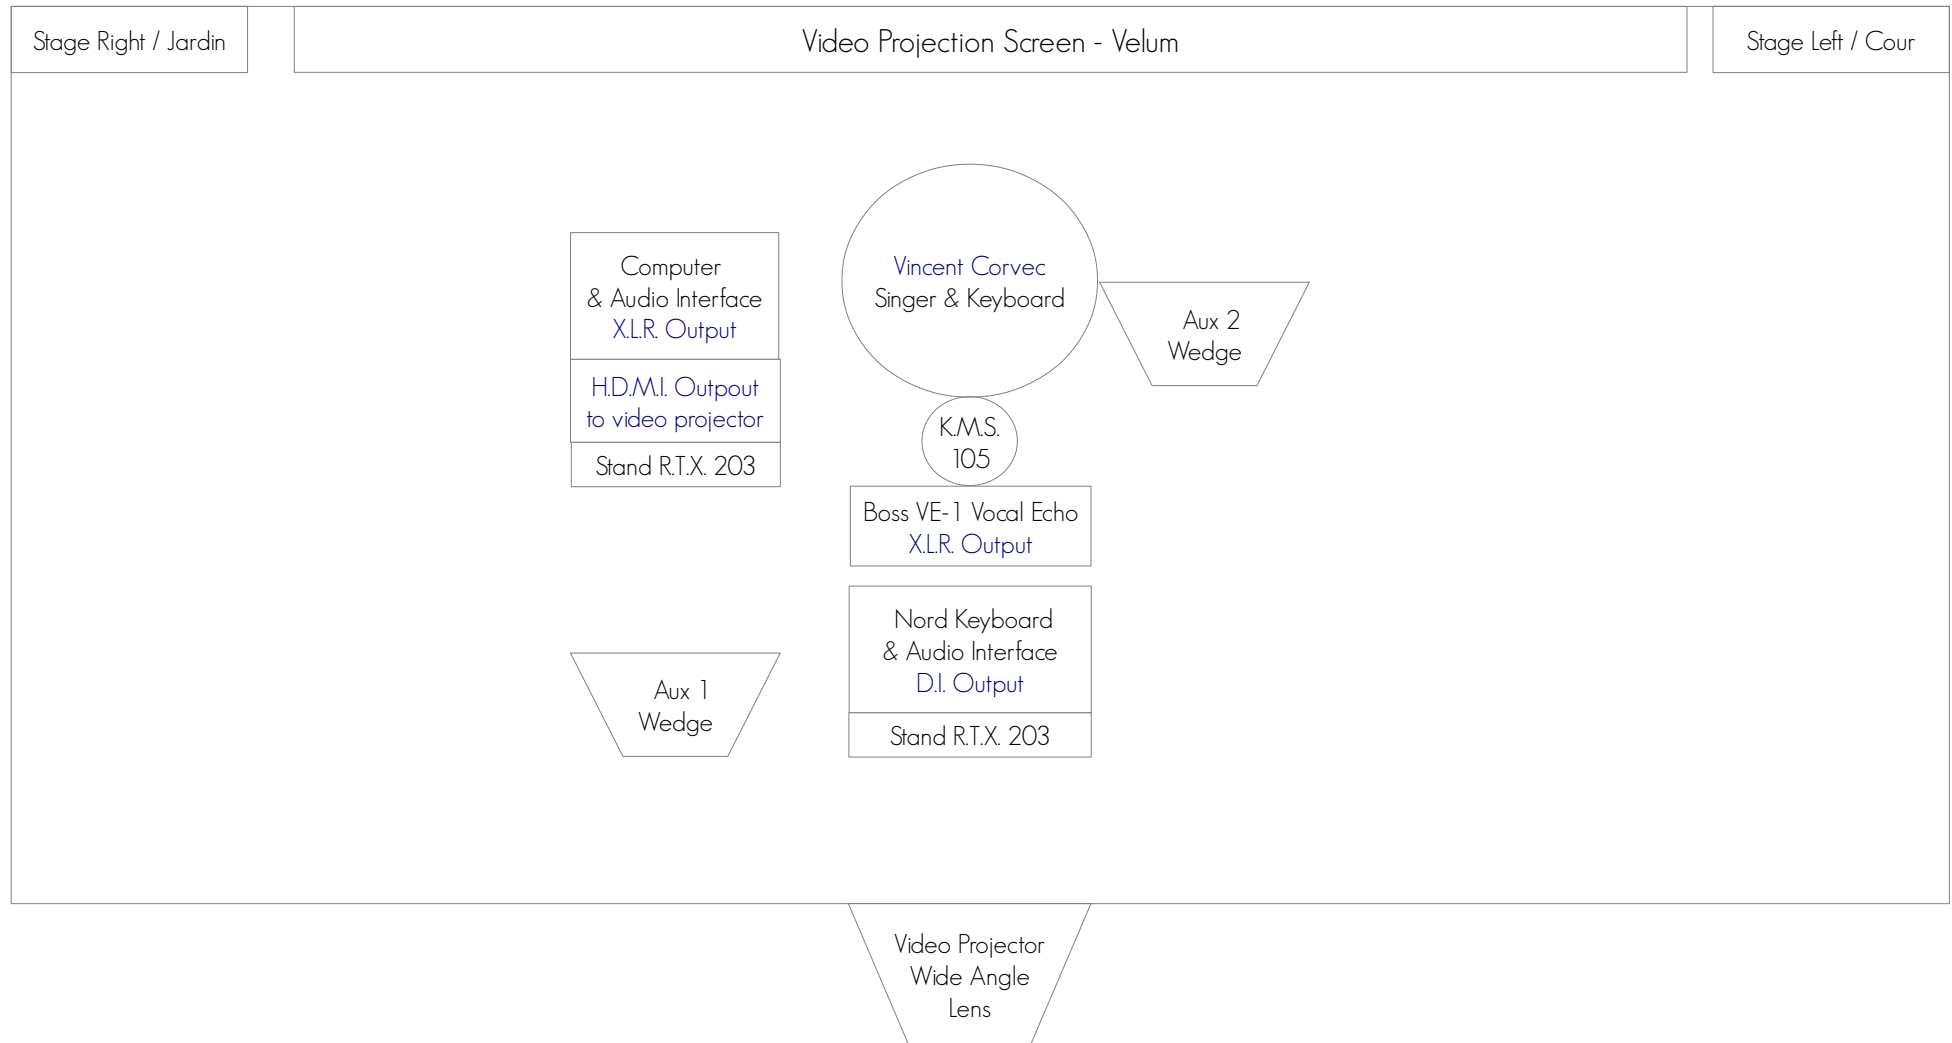 Stage Right / Jardin
Video Projection Screen - Velum
Stage Left / Cour
Computer
& Audio Interface
X.L.R. Output
H.D.M.I. Outpout
to video projector
Stand R.T.X. 203
Vincent Corvec
Singer & Keyboard
Aux 2
Wedge
K.M.S.
105
Boss VE-1 Vocal Echo
X.L.R. Output
Nord Keyboard
& Audio Interface
D.I. Output
Stand R.T.X. 203
Aux 1
Wedge
Video Projector
Wide Angle
Lens